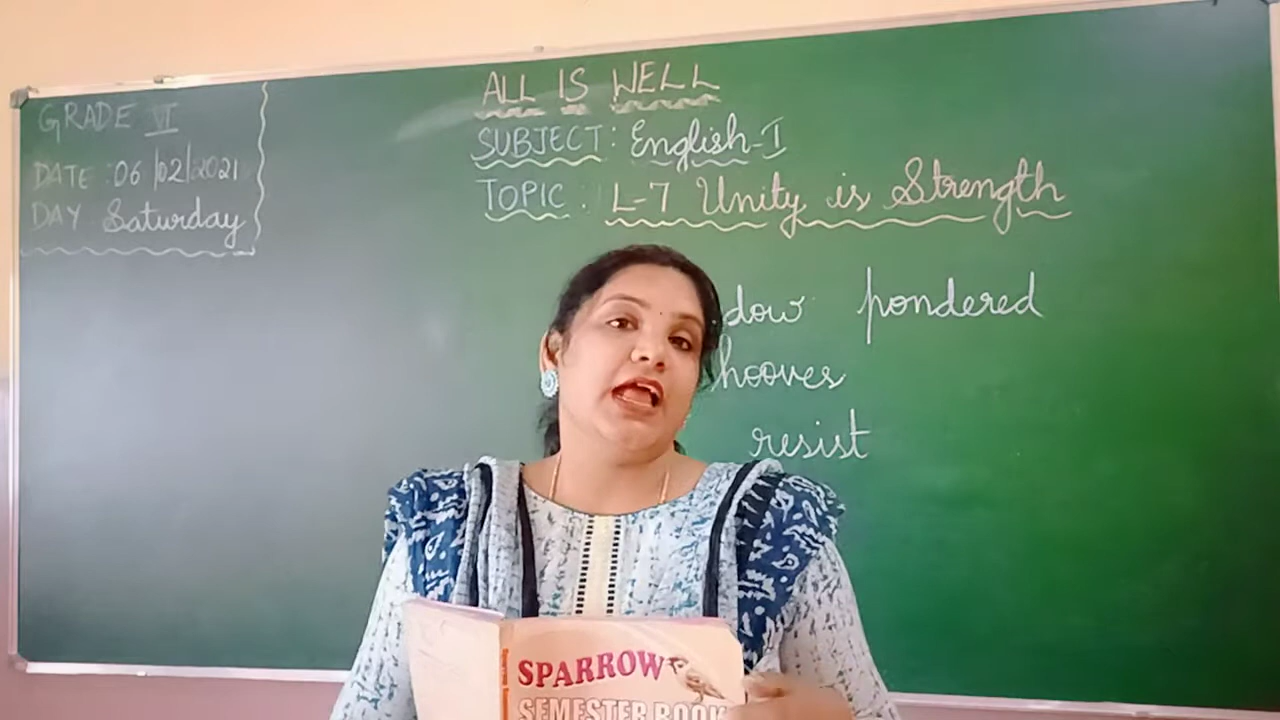 GRADE VI
DATE : 06/02/2021
DAY Saturday
ALL IS WELL
SUBJECT : English-I
TOPIC : L-7 Unity is Strength
pondered
hooves
resist
SPARROW
SEMESTER BOOK